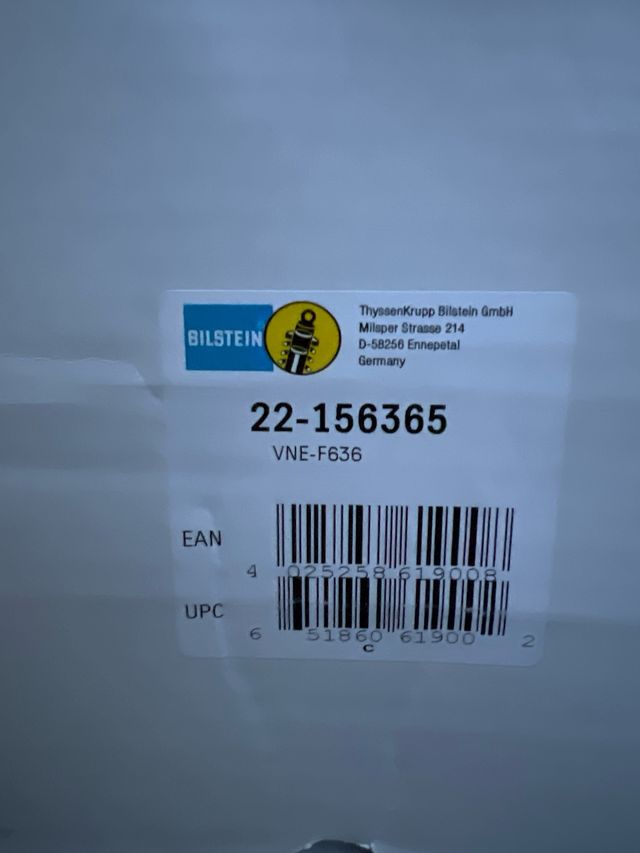 BILSTEIN
ThyssenKrupp Bilstein GmbH
Milsper Strasse 214
D-58256 Ennepetal
Germany
22-156365
VNE-F636
EAN
4 025258 619008
UPC
6 51860 61900 2
c